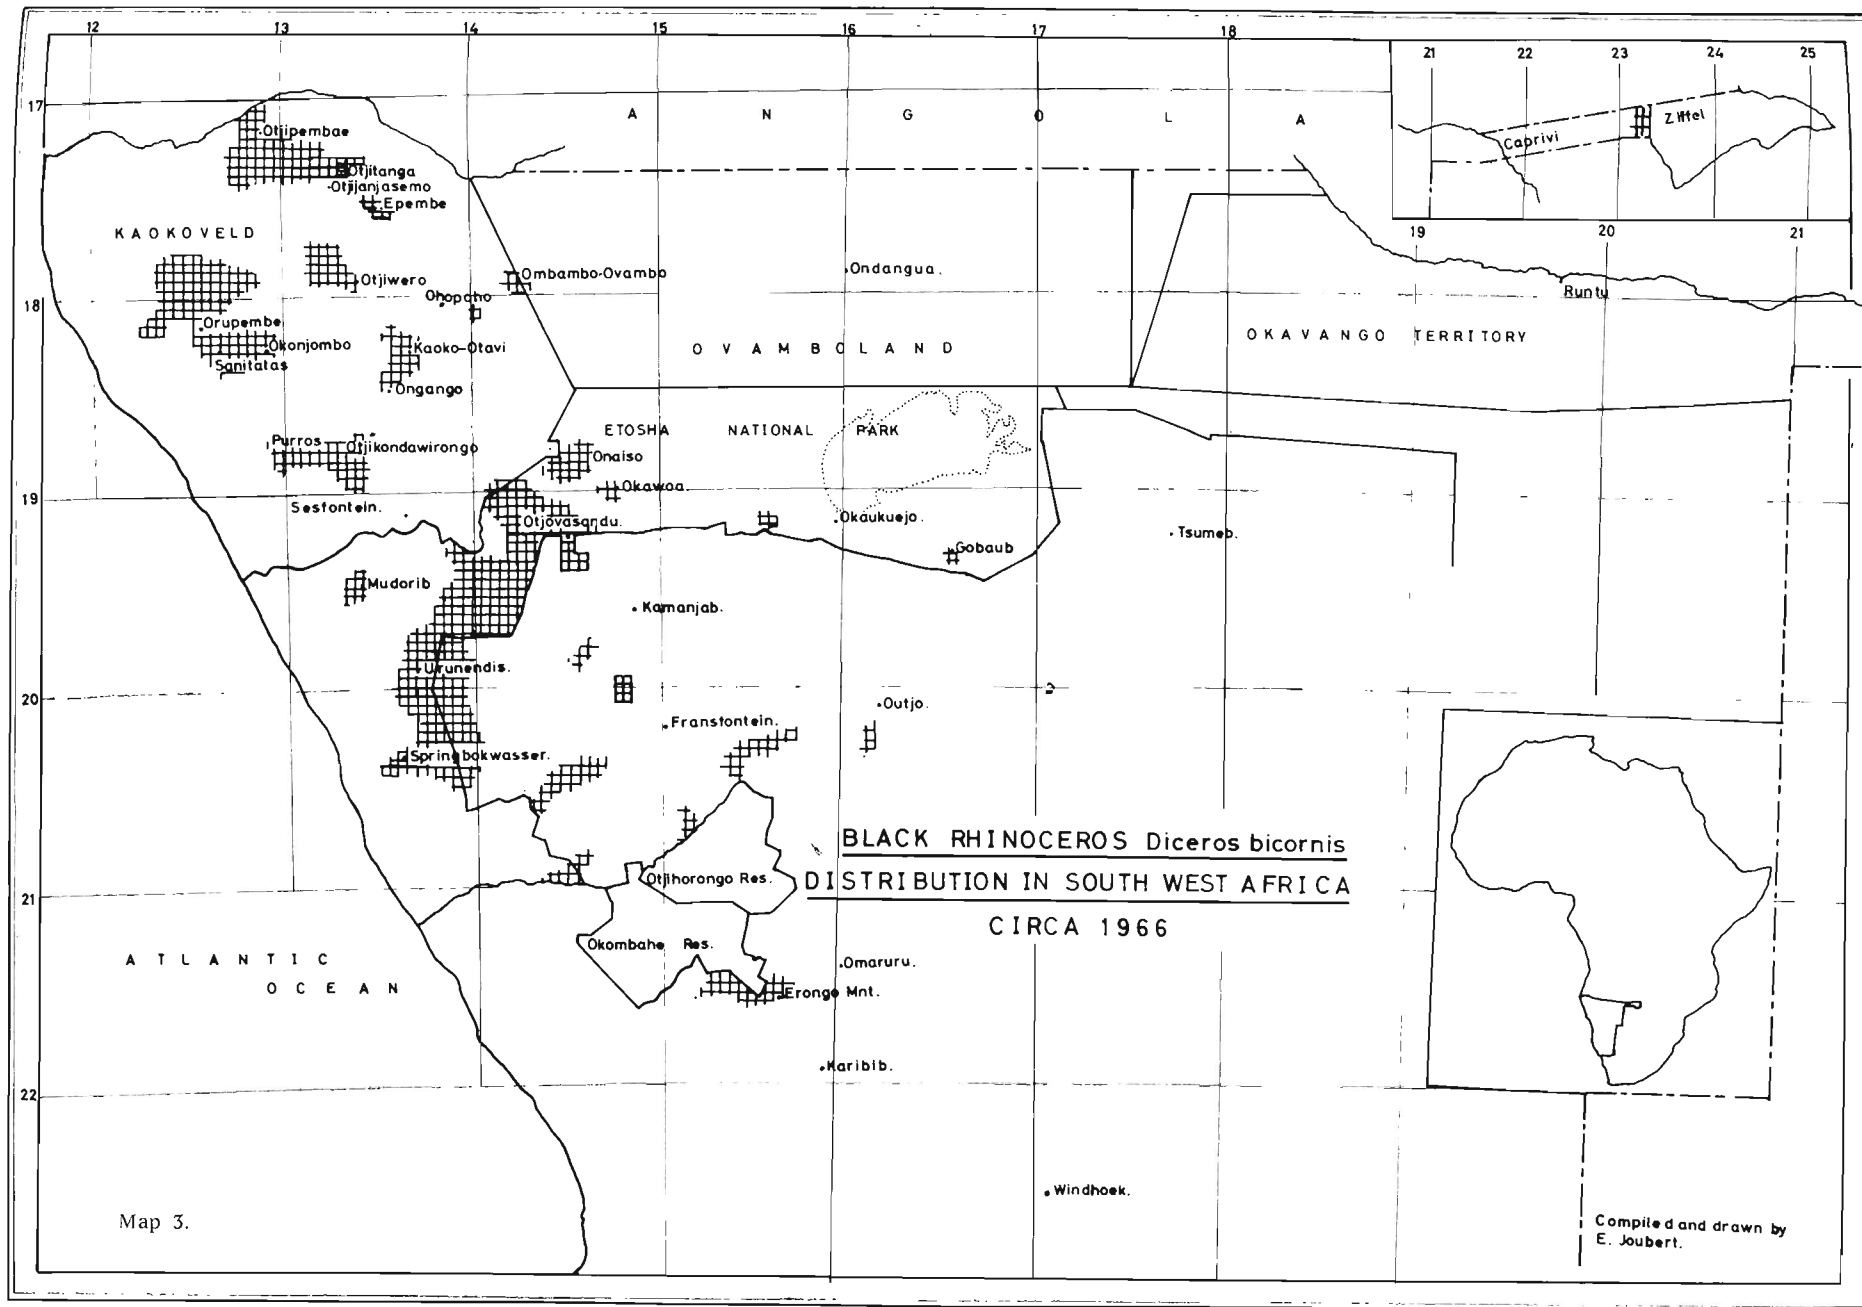 12 13 14 15 16 17 18
21 22 23 24 25
17
A N G O L A
Caprivi Zipfel
Otjipembae
Otjitanga
Otjijanjasemo
Epembe
KAOKOVELD
19 20 21
Otjiwero
Ombambo-Ovambo
Ondangua.
Ohopoho
Runtu
18
Orupembe
Okonjombo
Sanitatas
Kaoko-Otavi
Ongango
OVAMBOLAND
OKAVANGO TERRITORY
ETOSHA NATIONAL PARK
Purros
Otjikondawirongo
Onaiso
Okawoa.
19
Sesfontein.
Otjovasandu.
Okaukuejo.
Gobaub
Tsumeb.
Mudorib
Kamanjab.
Urunendis.
20
Outjo.
Fransfontein.
Springbokwasser.
BLACK RHINOCEROS Diceros bicornis
DISTRIBUTION IN SOUTH WEST AFRICA
CIRCA 1966
Otjihorongo Res.
21
Okombahe Res.
ATLANTIC
OCEAN
Omaruru.
Erongo Mnt.
Karibib.
22
Windhoek.
Map 3.
Compiled and drawn by
E. Joubert.